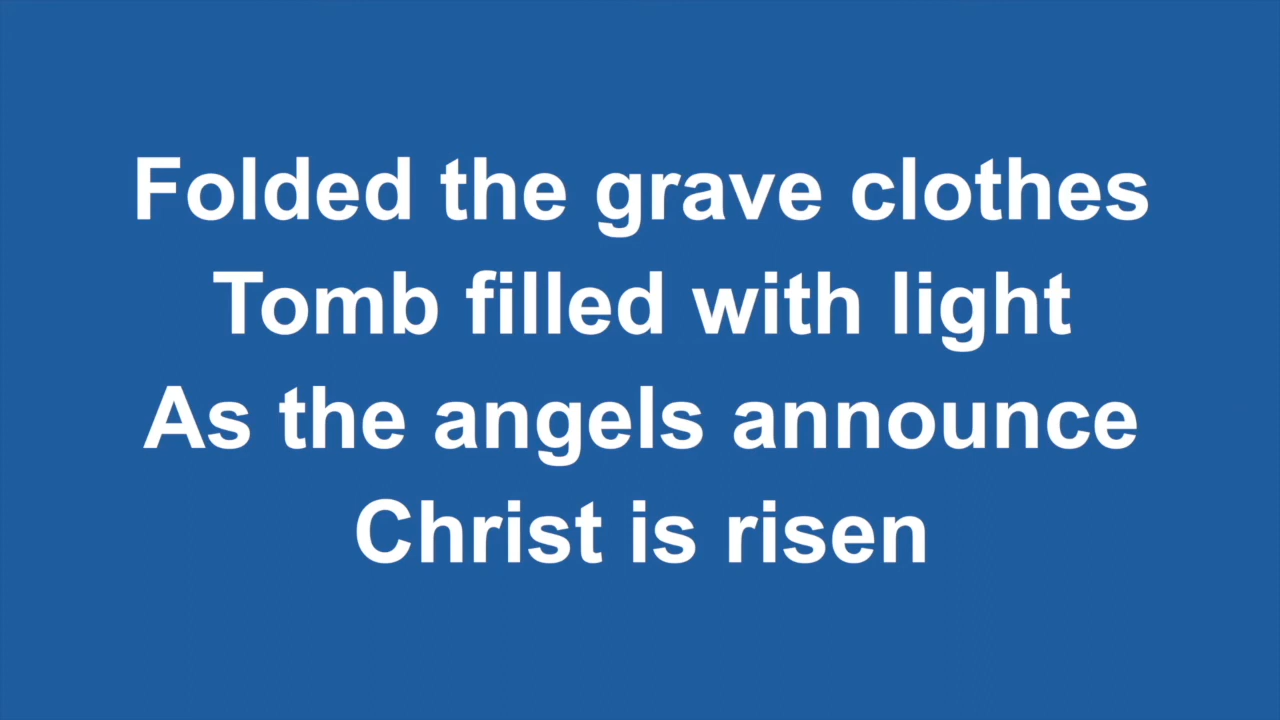 Folded the grave clothes
Tomb filled with light
As the angels announce
Christ is risen